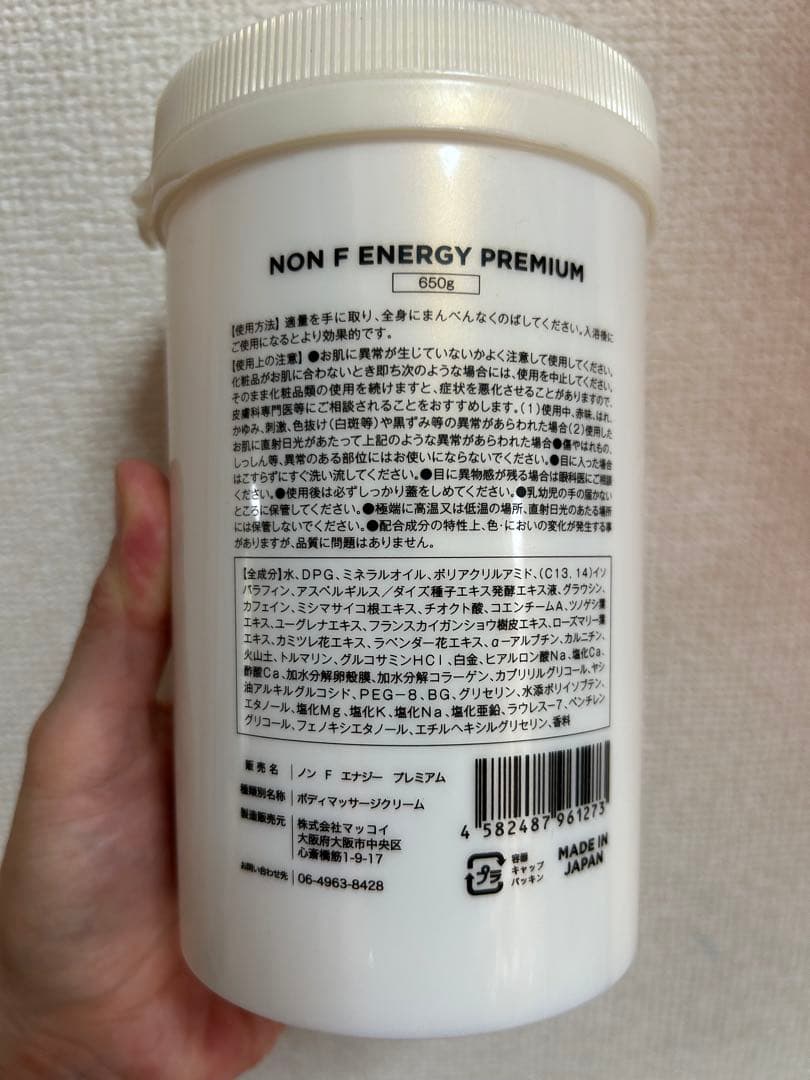 NON F ENERGY PREMIUM
650g
【使用方法】適量を手に取り、全身にまんべんなくのばしてください。入浴後に
ご使用になるとより効果的です。
【使用上の注意】●お肌に異常が生じていないかよく注意して使用してください。
化粧品がお肌に合わないとき即ち次のような場合には、使用を中止してください。
そのまま化粧品類の使用を続けますと、症状を悪化させることがありますので、
皮膚科専門医等にご相談されることをおすすめします。(1)使用中、赤味、はれ、
かゆみ、刺激、色抜け(白斑等)や黒ずみ等の異常があらわれた場合(2)使用した
お肌に直射日光があたって上記のような異常があらわれた場合●傷やはれもの、
しっしん等、異常のある部位にはお使いにならないでください。●目に入った場合
はこすらずにすぐ洗い流してください。●目に異物感が残る場合は眼科医にご相談
ください。●使用後は必ずしっかり蓋をしめてください。●乳幼児の手の届かない
ところに保管してください。●極端に高温又は低温の場所、直射日光のあたる場所
には保管しないでください。●配合成分の特性上、色・においの変化が発生する事
がありますが、品質に問題はありません。
【全成分】水、DPG、ミネラルオイル、ポリアクリルアミド、(C13,14)イソ
パラフィン、アスペルギルス/ダイズ種子エキス発酵エキス液、グラウシン、
カフェイン、ミシマサイコ根エキス、チオクト酸、コエンチームA、ツノゲシ葉
エキス、ユーグレナエキス、フランスカイガンショウ樹皮エキス、ローズマリー葉
エキス、カミツレ花エキス、ラベンダー花エキス、α-アルブチン、カルニチン、
火山土、トルマリン、グルコサミンHCl、白金、ヒアルロン酸Na、塩化Ca、
酢酸Ca、加水分解卵殻膜、加水分解コラーゲン、カプリリルグリコール、ヤシ
油アルキルグルコシド、PEG-8、BG、グリセリン、水添ポリイソブテン、
エタノール、塩化Mg、塩化K、塩化Na、塩化亜鉛、ラウレス-7、ペンチレン
グリコール、フェノキシエタノール、エチルヘキシルグリセリン、香料
販売名 ノン F エナジー プレミアム
種類別名称 ボディマッサージクリーム
製造販売元 株式会社マッコイ
大阪府大阪市中央区
心斎橋筋1-9-17
お問い合わせ先 06-4963-8428
4 582487 961273
プラ
容器
キャップ
パッキン
MADE IN
JAPAN